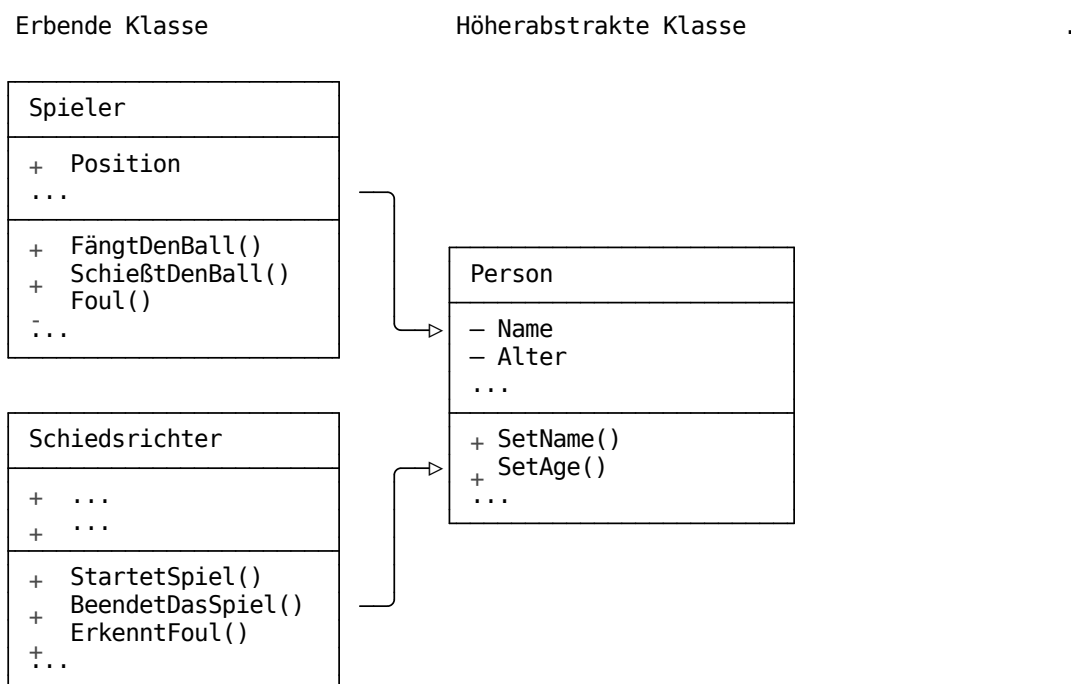 Erbende Klasse
Höherabstrakte Klasse
.
Spieler
+ Position
...
+ FängtDenBall()
+ SchießtDenBall()
- Foul()
...
Person
– Name
– Alter
...
+ SetName()
+ SetAge()
...
Schiedsrichter
+ ...
+ ...
+ StartetSpiel()
+ BeendetDasSpiel()
+ ErkenntFoul()
...